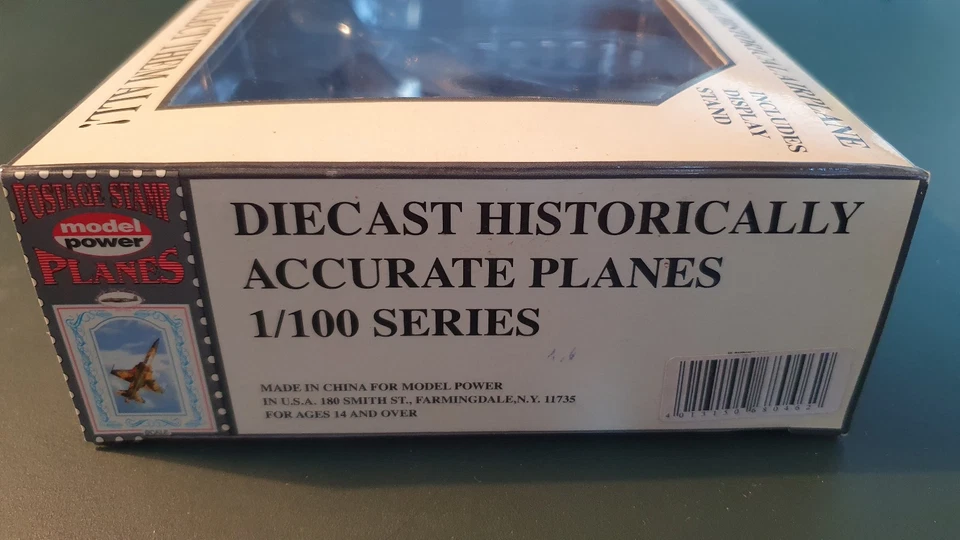 THEM ALL!
AIRPLANE
INCLUDES
DISPLAY
STAND
POSTAGE STAMP
model
power
PLANES
DIECAST HISTORICALLY
ACCURATE PLANES
1/100 SERIES
MADE IN CHINA FOR MODEL POWER
IN U.S.A. 180 SMITH ST., FARMINGDALE,N.Y. 11735
FOR AGES 14 AND OVER